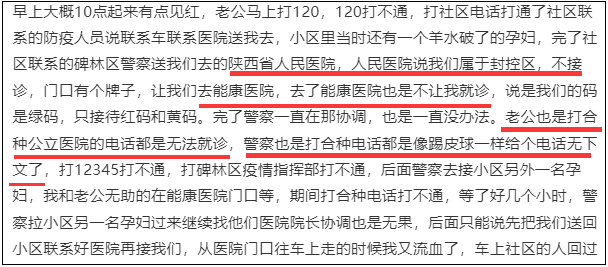 早上大概10点起来有点见红，老公马上打120，120打不通，打社区电话打通了社区联
系的防疫人员说联系车联系医院送我去，小区里当时还有一个羊水破了的孕妇，完了社
区联系的碑林区警察送我们去的陕西省人民医院，人民医院说我们属于封控区，不接
诊，门口有个牌子，让我们去能康医院，去了能康医院也是不让我就诊，说是我们的码
是绿码，只接待红码和黄码。完了警察一直在那协调，也是一直没办法。老公也是打合
种公立医院的电话都是无法就诊，警察也是打合种电话都是像踢皮球一样给个电话无下
文了，打12345打不通，打碑林区疫情指挥部打不通，后面警察去接小区另外一名孕
妇，我和老公无助的在能康医院门口等，期间打合种电话打不通，等了好几个小时，警
察拉小区另一名孕妇过来继续找他们医院院长协调也是无果，后面只能说先把我们送回
小区联系好医院再接我们，从医院门口往车上走的时候我又流血了，车上社区的人回过